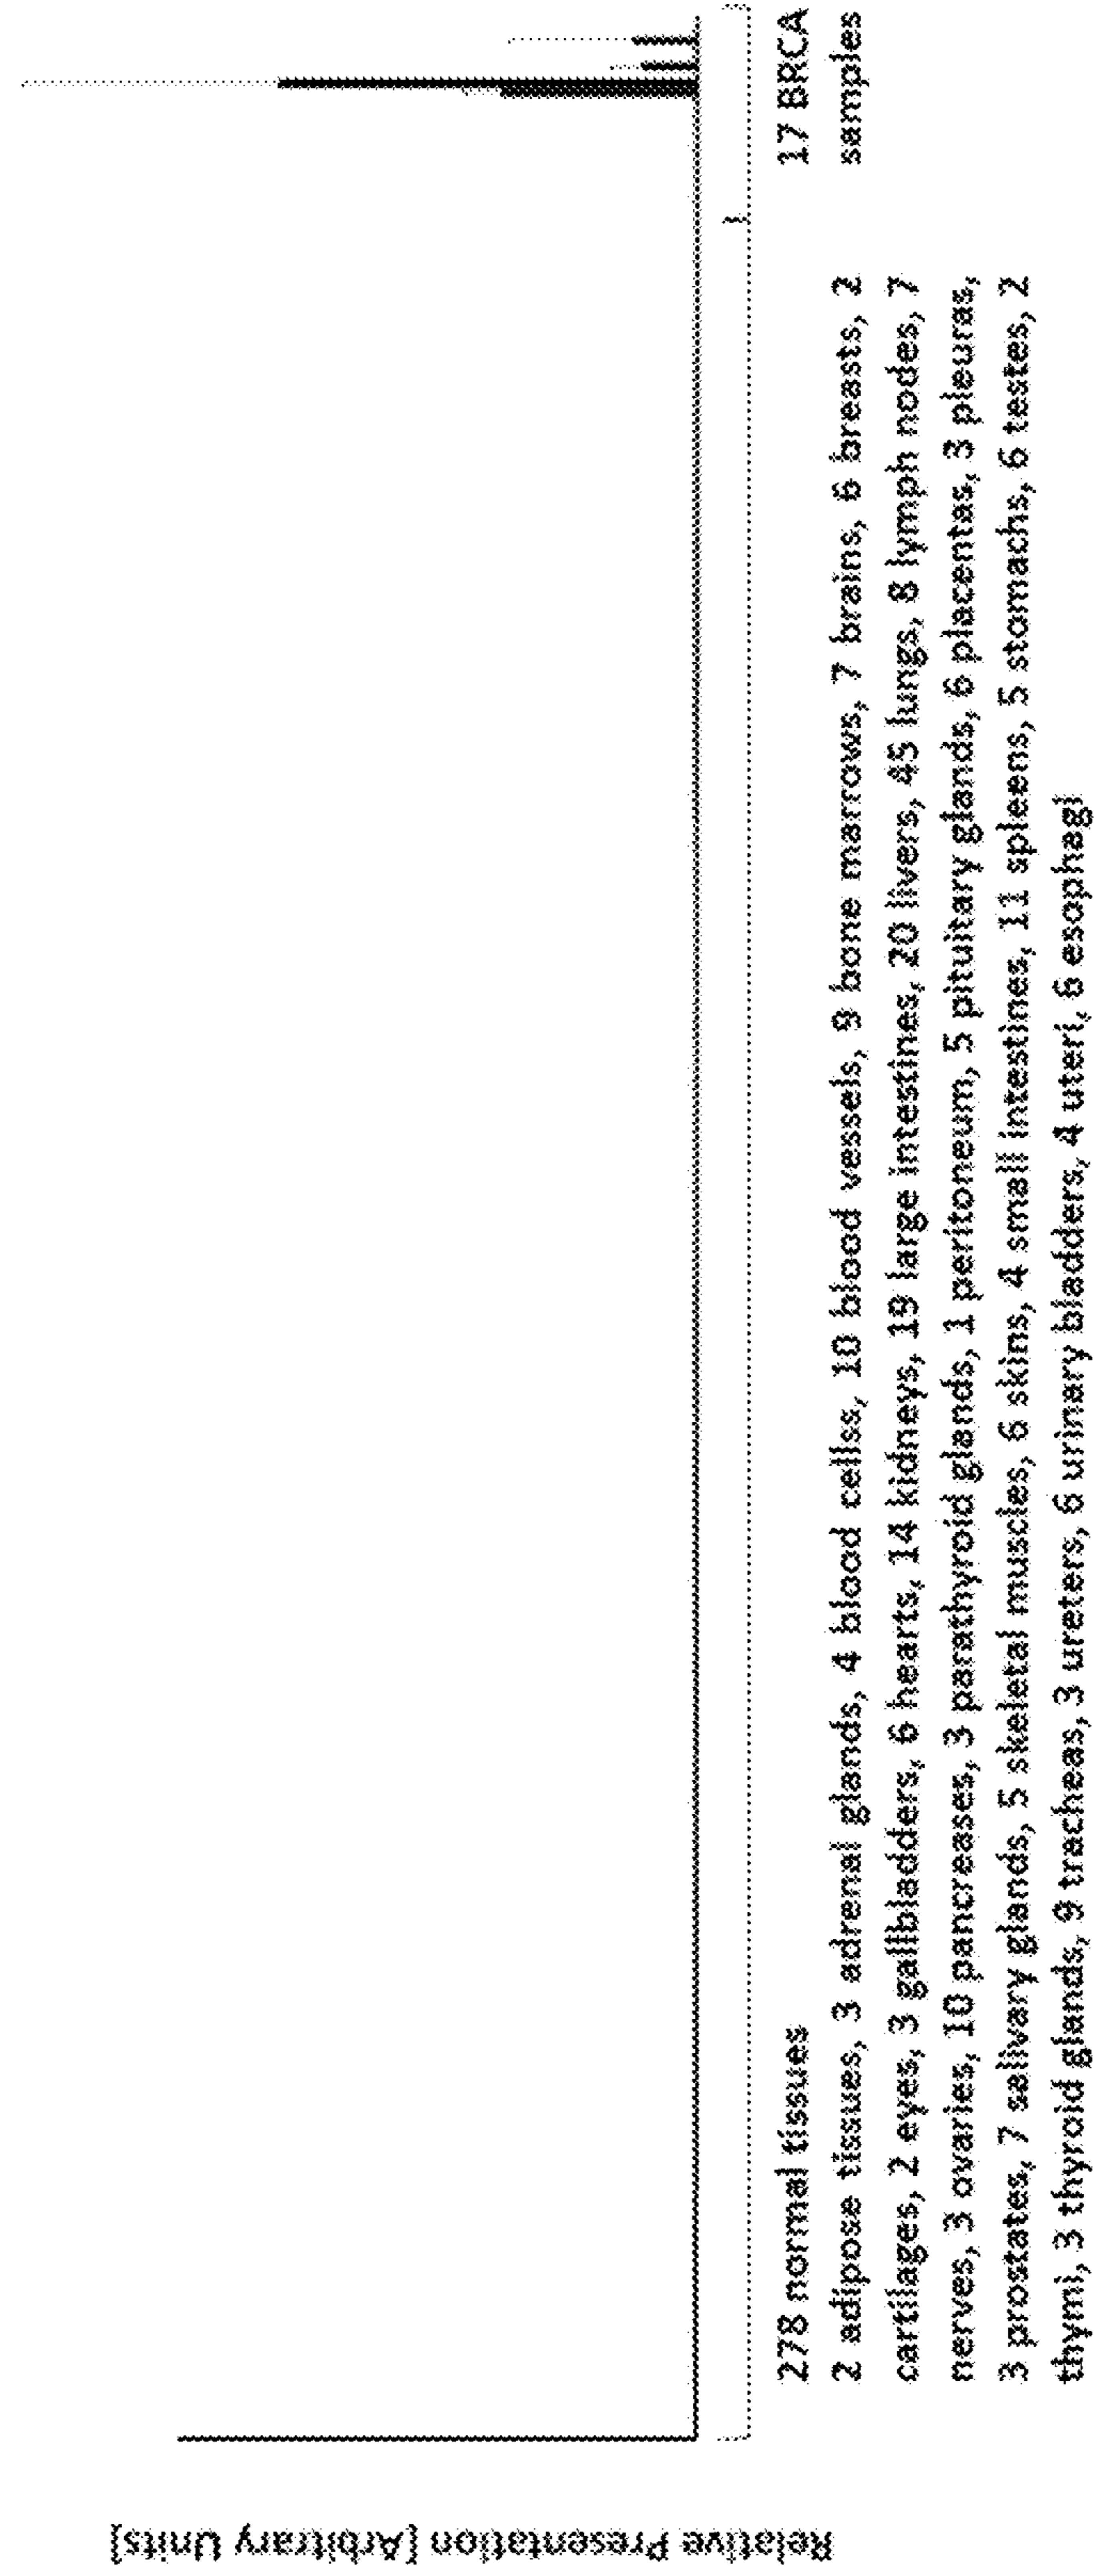 Relative Presentation [Arbitrary Units]
278 normal tissues
2 adipose tissues, 3 adrenal glands, 4 blood cellss, 10 blood vessels, 9 bone marrows, 7 brains, 6 breasts, 2
cartilages, 2 eyes, 3 gallbladders, 6 hearts, 14 kidneys, 19 large intestines, 20 livers, 45 lungs, 8 lymph nodes, 7
nerves, 3 ovaries, 10 pancreases, 3 parathyroid glands, 1 peritoneum, 5 pituitary glands, 6 placentas, 3 pleuras,
3 prostates, 7 salivary glands, 5 skeletal muscles, 6 skins, 4 small intestines, 11 spleens, 5 stomachs, 6 testes, 2
thymi, 3 thyroid glands, 9 tracheas, 3 ureters, 6 urinary bladders, 4 uteri, 6 esophagi
17 BRCA
samples